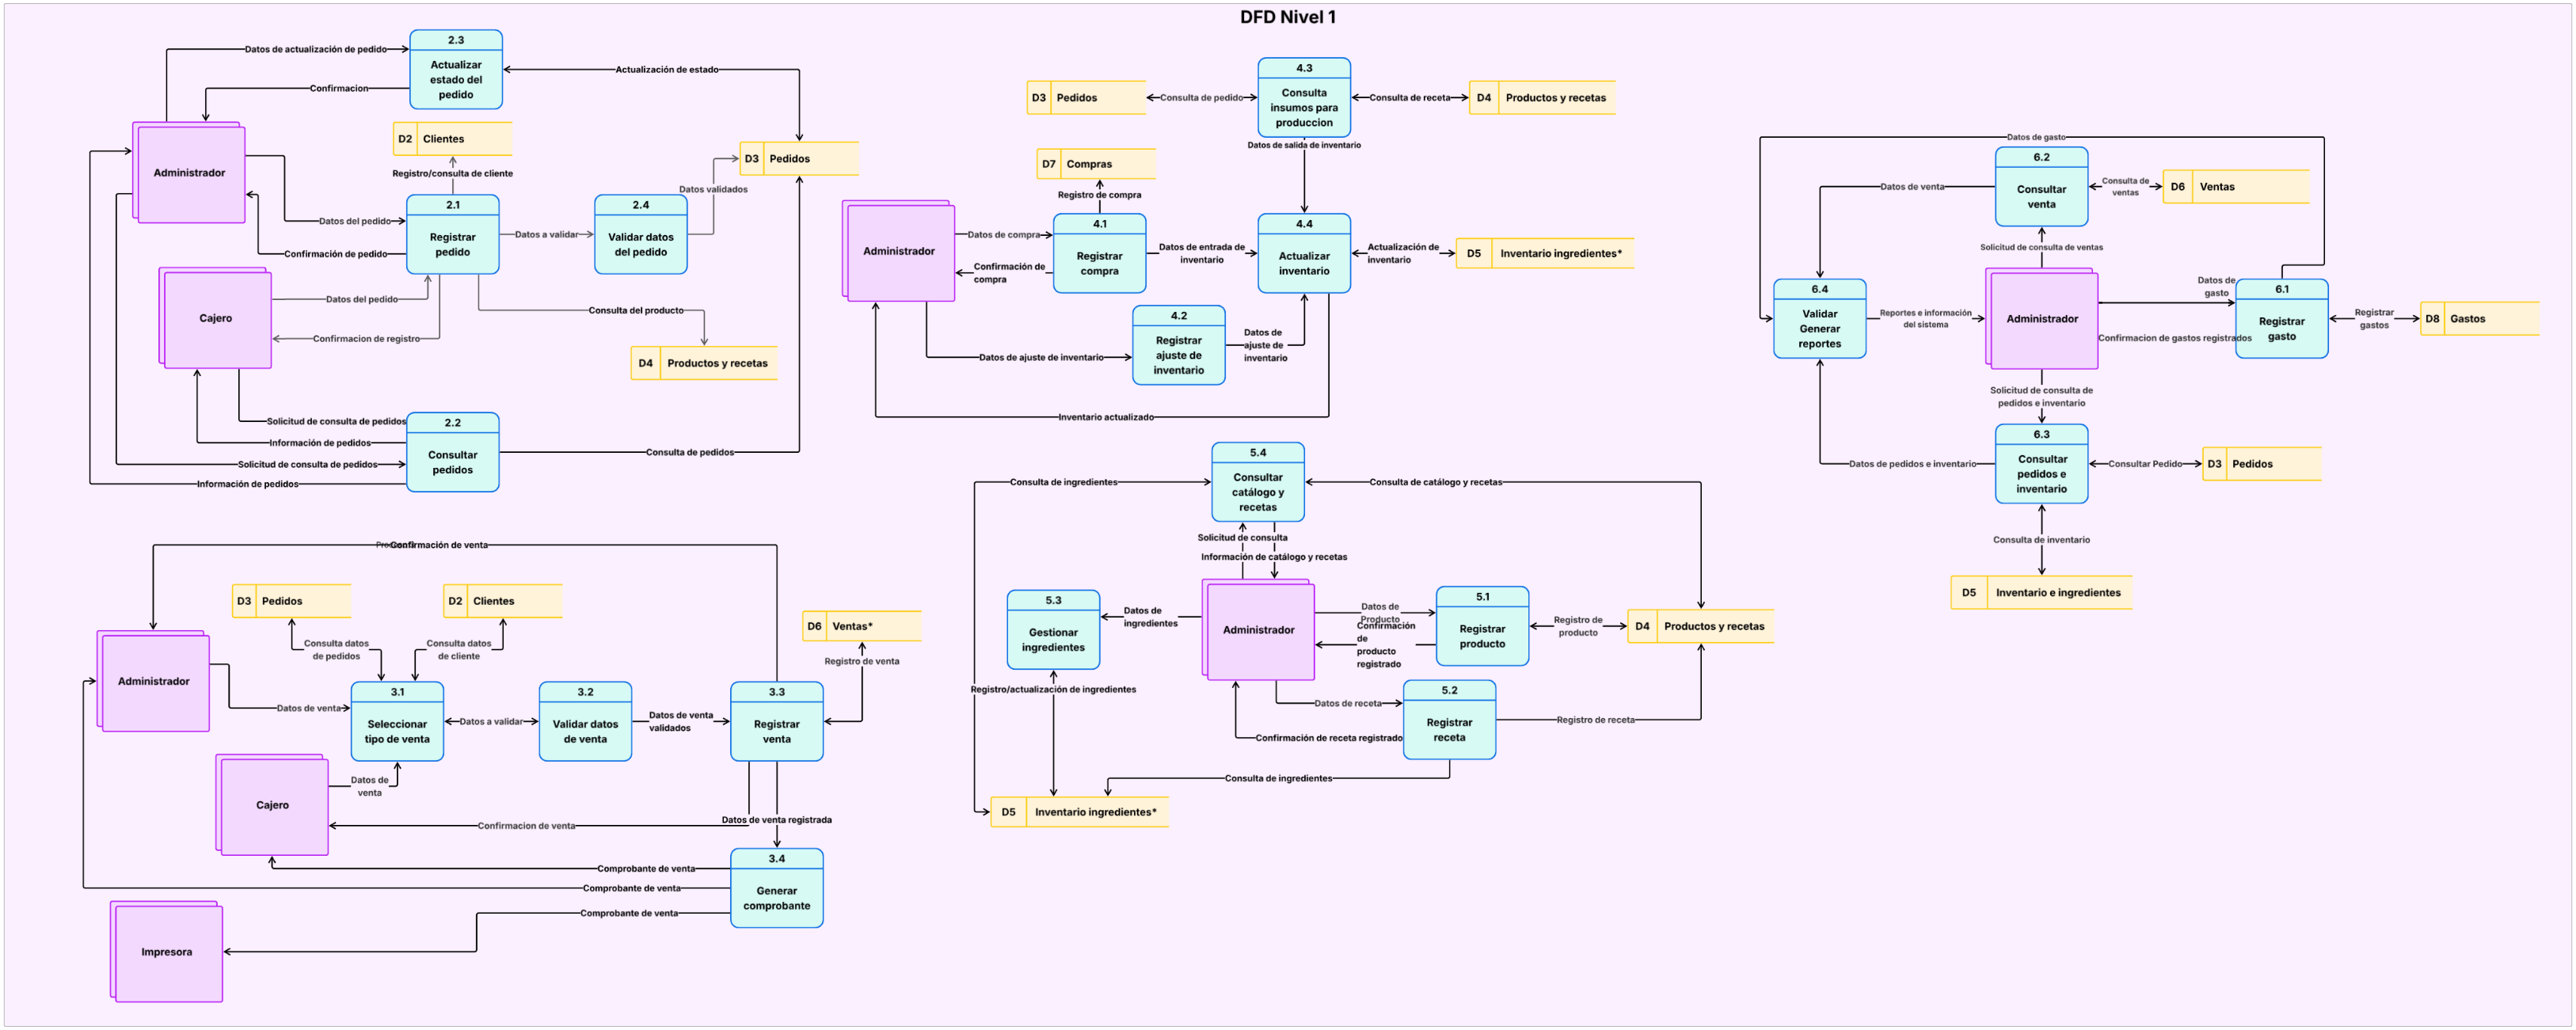 DFD Nivel 1
2.3
Actualizar
estado del
pedido
Datos de actualización de pedido
Confirmacion
Actualización de estado
Administrador
D2 Clientes
Registro/consulta de cliente
D3 Pedidos
Datos validados
2.1
Registrar
pedido
Datos del pedido
Confirmación de pedido
Datos a validar
2.4
Validar datos
del pedido
Cajero
Datos del pedido
Confirmacion de registro
Consulta del producto
D4 Productos y recetas
2.2
Consultar
pedidos
Solicitud de consulta de pedidos
Información de pedidos
Solicitud de consulta de pedidos
Información de pedidos
Consulta de pedidos
Confirmación de venta
D3 Pedidos
D2 Clientes
Consulta datos
de pedidos
Consulta datos
de cliente
D6 Ventas*
Registro de venta
Administrador
Datos de venta
3.1
Seleccionar
tipo de venta
Datos a validar
3.2
Validar datos
de venta
Datos de venta
validados
3.3
Registrar
venta
Cajero
Datos de
venta
Confirmacion de venta
Datos de venta registrada
3.4
Generar
comprobante
Comprobante de venta
Comprobante de venta
Comprobante de venta
Impresora
4.3
Consulta
insumos para
produccion
D3 Pedidos
Consulta de pedido
Consulta de receta
D4 Productos y recetas
Datos de salida de inventario
D7 Compras
Registro de compra
Administrador
Datos de compra
Confirmación de
compra
4.1
Registrar
compra
Datos de entrada de
inventario
4.4
Actualizar
inventario
Actualización de
inventario
D5 Inventario ingredientes*
4.2
Registrar
ajuste de
inventario
Datos de ajuste de inventario
Datos de
ajuste de
inventario
Inventario actualizado
5.4
Consultar
catálogo y
recetas
Consulta de ingredientes
Consulta de catálogo y recetas
Solicitud de consulta
Información de catálogo y recetas
5.3
Gestionar
ingredientes
Datos de
ingredientes
Administrador
Datos de
Producto
Confirmación
de
producto
registrado
5.1
Registrar
producto
Registro de
producto
D4 Productos y recetas
Registro/actualización de ingredientes
Datos de receta
5.2
Registrar
receta
Registro de receta
Confirmación de receta registrado
Consulta de ingredientes
D5 Inventario ingredientes*
Datos de gasto
6.2
Consultar
venta
Datos de venta
Consulta de
ventas
D6 Ventas
Solicitud de consulta de ventas
6.4
Validar
Generar
reportes
Reportes e información
del sistema
Administrador
Datos de
gasto
Confirmacion de gastos registrados
6.1
Registrar
gasto
Registrar
gastos
D8 Gastos
Solicitud de consulta de
pedidos e inventario
6.3
Consultar
pedidos e
inventario
Datos de pedidos e inventario
Consultar Pedido
D3 Pedidos
Consulta de inventario
D5 Inventario e ingredientes